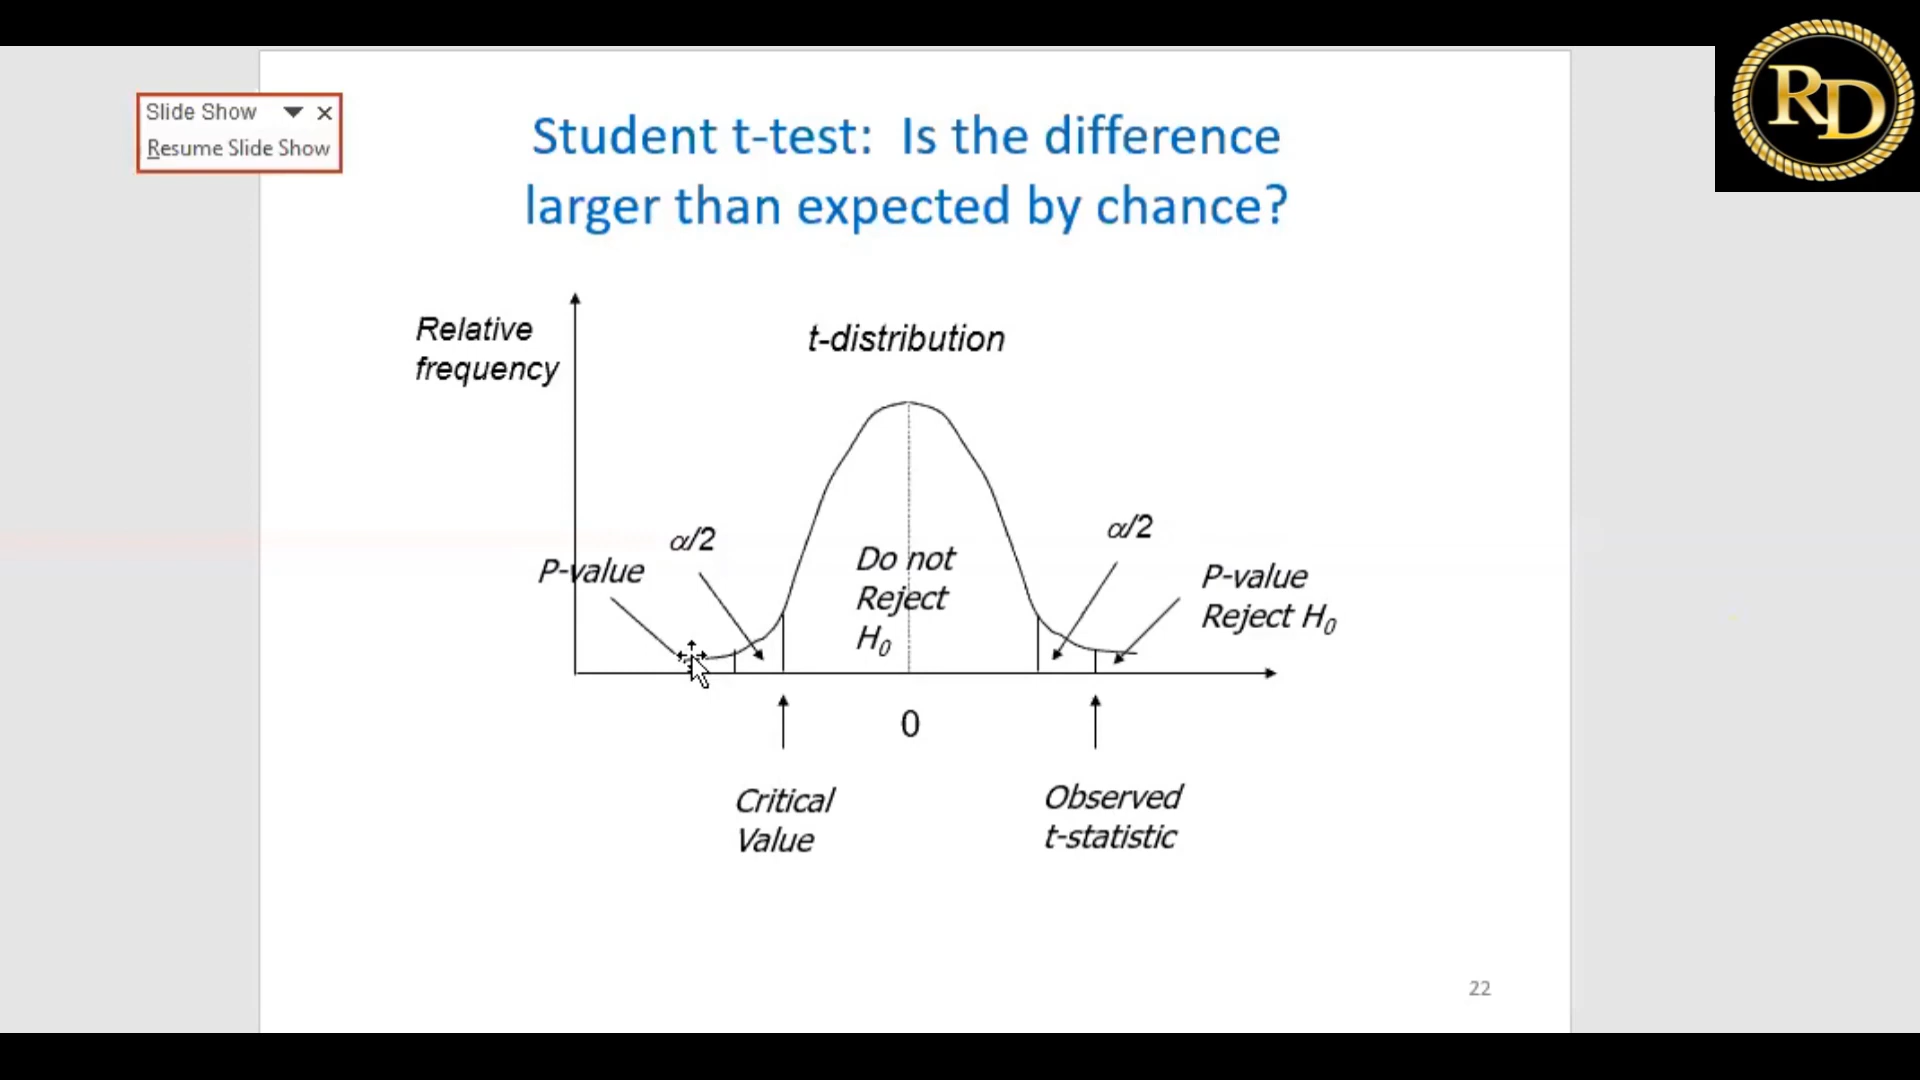 RD
Slide Show
Resume Slide Show
Student t-test: Is the difference
larger than expected by chance?
Relative
frequency
t-distribution
α/2
α/2
P-value
Do not
Reject
H0
P-value
Reject H0
0
Critical
Value
Observed
t-statistic
22